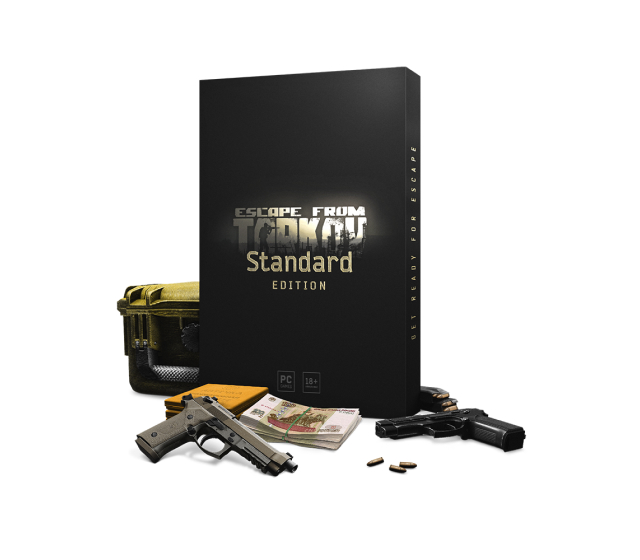 ESCAPE FROM
TARKOV
Standard
EDITION
GET READY FOR ESCAPE
PC
18+